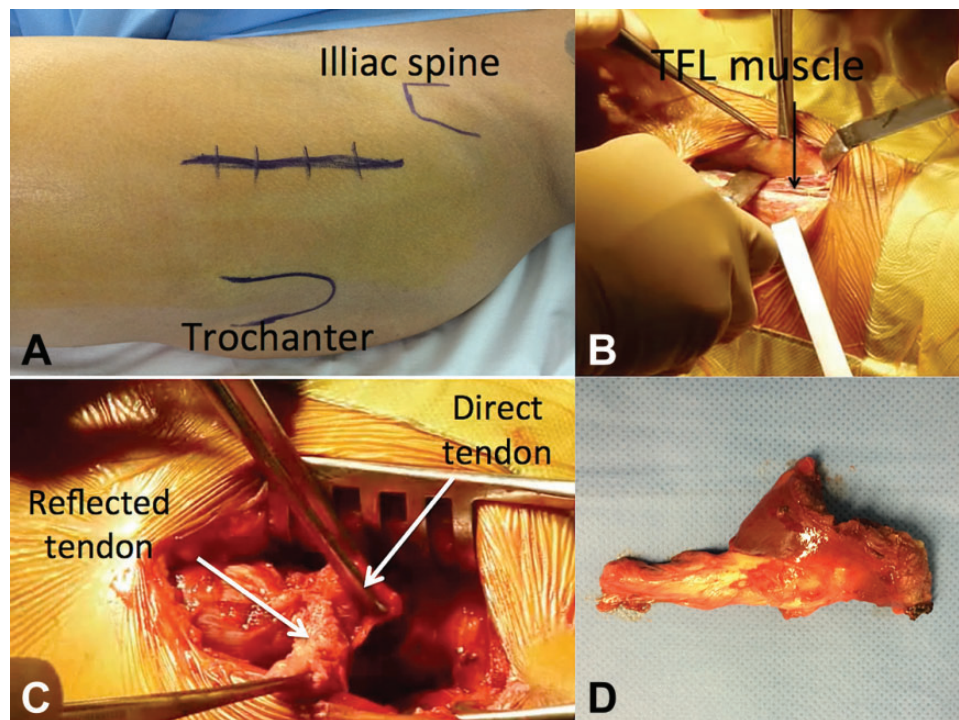 Illiac spine
TFL muscle
Trochanter
A
B
Direct
tendon
Reflected
tendon
C
D